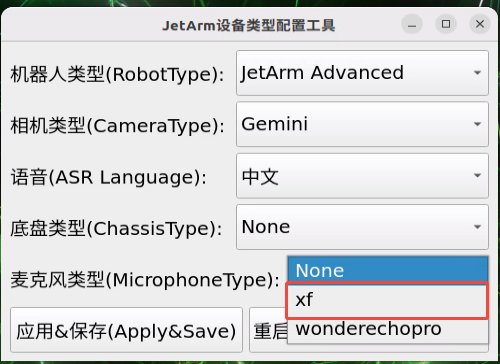 JetArm设备类型配置工具
机器人类型(RobotType): JetArm Advanced
相机类型(CameraType): Gemini
语音(ASR Language): 中文
底盘类型(ChassisType): None
麦克风类型(MicrophoneType): None
xf
应用&保存(Apply&Save) 重启 wonderechopro